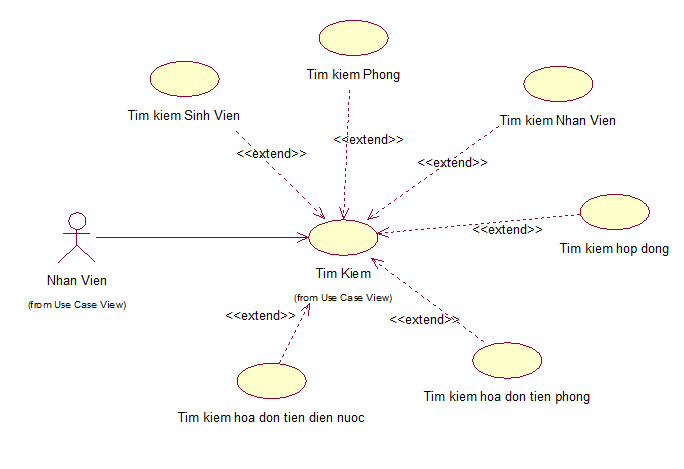 Tim kiem Phong
Tim kiem Sinh Vien
Tim kiem Nhan Vien
<<extend>>
<<extend>>
<<extend>>
<<extend>>
Tim kiem hop dong
Nhan Vien
(from Use Case View)
Tim Kiem
(from Use Case View)
<<extend>>
<<extend>>
Tim kiem hoa don tien phong
Tim kiem hoa don tien dien nuoc